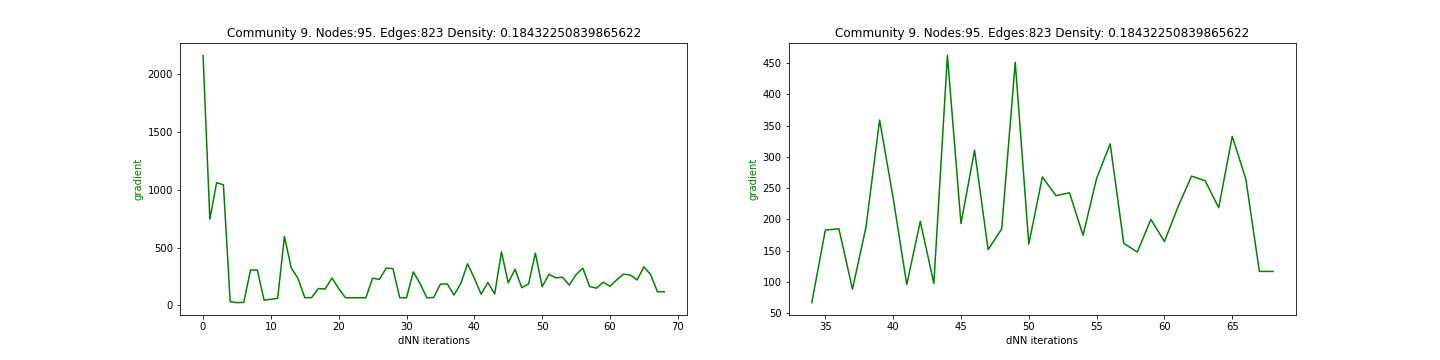 Community 9. Nodes:95. Edges:823 Density: 0.18432250839865622
2000
1500
1000
500
0
gradient
0 10 20 30 40 50 60 70
dNN iterations
Community 9. Nodes:95. Edges:823 Density: 0.18432250839865622
450
400
350
300
250
200
150
100
50
gradient
35 40 45 50 55 60 65
dNN iterations